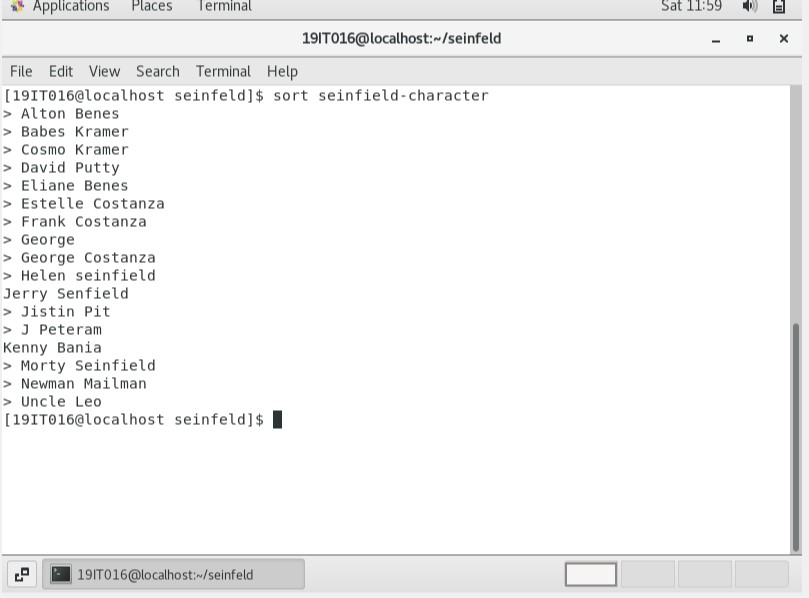 Applications Places Terminal Sat 11:59
19IT016@localhost:~/seinfeld
File Edit View Search Terminal Help
[19IT016@localhost seinfeld]$ sort seinfield-character
> Alton Benes
> Babes Kramer
> Cosmo Kramer
> David Putty
> Eliane Benes
> Estelle Costanza
> Frank Costanza
> George
> George Costanza
> Helen seinfield
Jerry Senfield
> Jistin Pit
> J Peteram
Kenny Bania
> Morty Seinfield
> Newman Mailman
> Uncle Leo
[19IT016@localhost seinfeld]$
19IT016@localhost:~/seinfeld